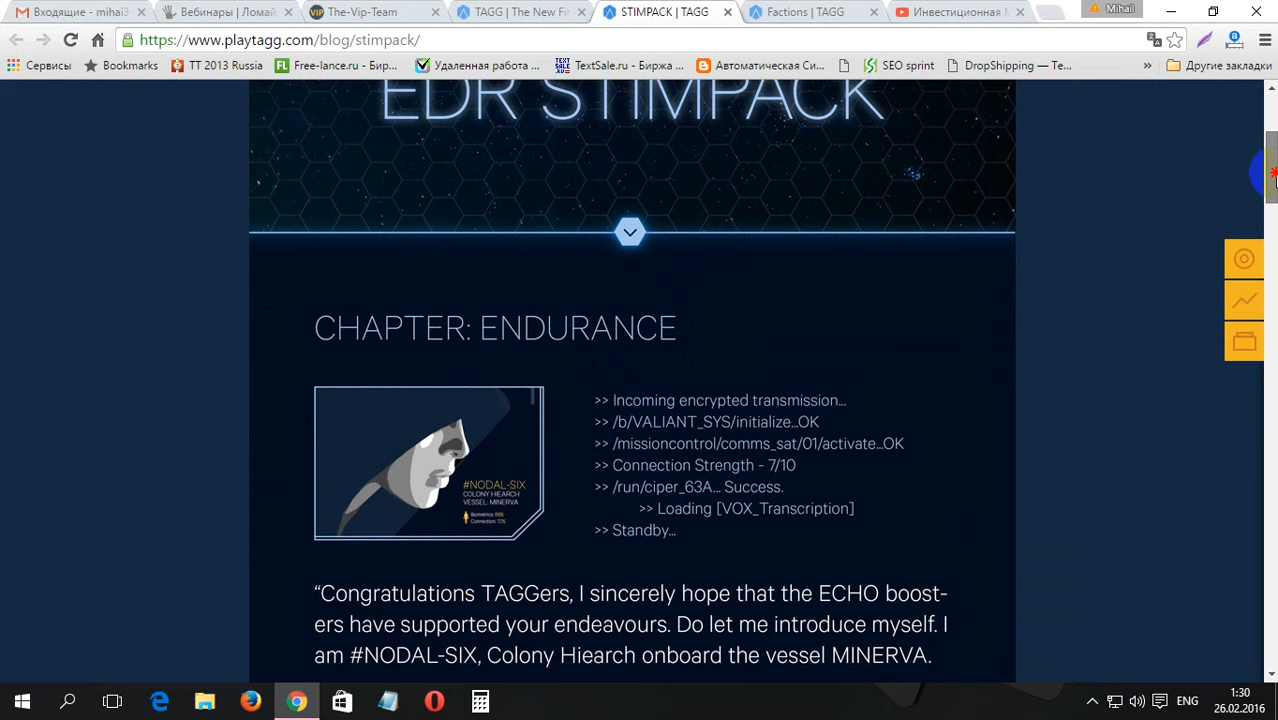 Входящие - mihai3
Вебинары | Ломай
VIP The-Vip-Team
TAGG | The New Fi
STIMPACK | TAGG
Factions | TAGG
Инвестиционная
Mihail
https://www.playtagg.com/blog/stimpack/
Сервисы
Bookmarks
TT 2013 Russia
FL Free-lance.ru - Бир...
Удаленная работа ...
TextSale.ru - Биржа ...
Автоматическая Си...
SEO sprint
DropShipping — Те...
»
Другие закладки
EDR STIMPACK
CHAPTER: ENDURANCE
#NODAL-SIX
COLONY HIEARCH
VESSEL: MINERVA
>> Incoming encrypted transmission...
>> /b/VALIANT_SYS/initialize...OK
>> /missioncontrol/comms_sat/01/activate...OK
>> Connection Strength - 7/10
>> /run/ciper_63A... Success.
>> Loading [VOX_Transcription]
>> Standby...
“Congratulations TAGGers, I sincerely hope that the ECHO boost-
ers have supported your endeavours. Do let me introduce myself. I
am #NODAL-SIX, Colony Hiearch onboard the vessel MINERVA.
ENG
1:30
26.02.2016